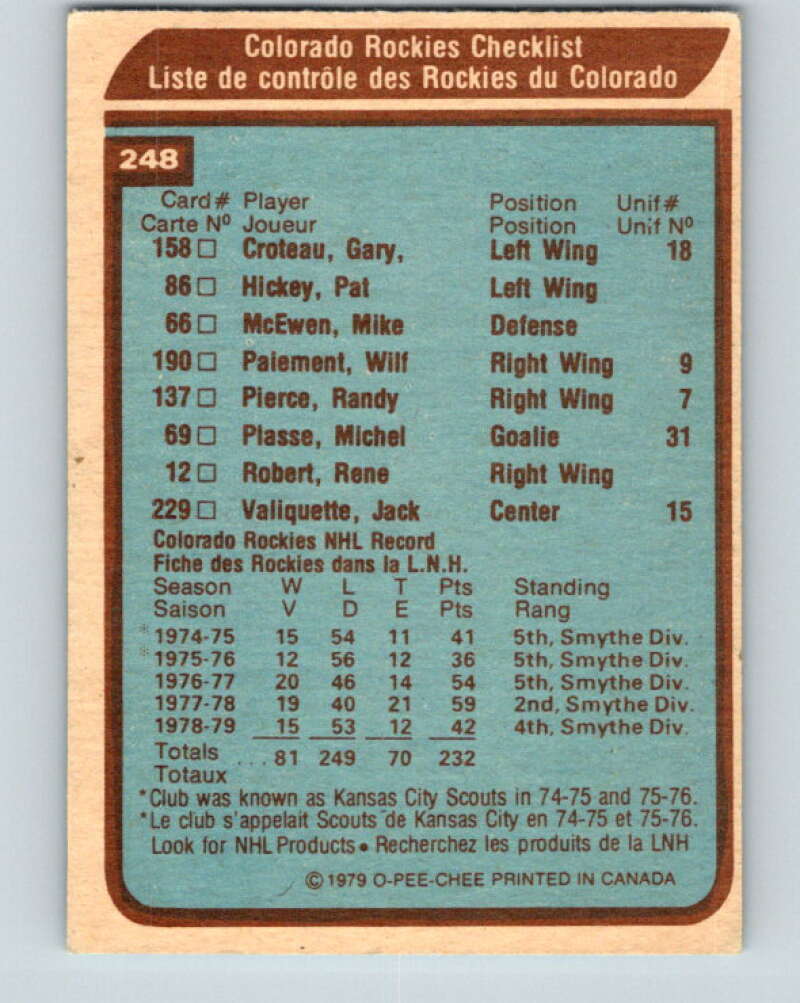 Colorado Rockies Checklist
Liste de contrôle des Rockies du Colorado
248
Card # Player Position Unif #
Carte Nº Joueur Position Unif Nº
158 □ Croteau, Gary, Left Wing 18
86 □ Hickey, Pat Left Wing
66 □ McEwen, Mike Defense
190 □ Paiement, Wilf Right Wing 9
137 □ Pierce, Randy Right Wing 7
69 □ Plasse, Michel Goalie 31
12 □ Robert, Rene Right Wing
229 □ Valiquette, Jack Center 15
Colorado Rockies NHL Record
Fiche des Rockies dans la L.N.H.
Season W L T Pts Standing
Saison V D E Pts Rang
*1974-75 15 54 11 41 5th, Smythe Div.
*1975-76 12 56 12 36 5th, Smythe Div.
1976-77 20 46 14 54 5th, Smythe Div.
1977-78 19 40 21 59 2nd, Smythe Div.
1978-79 15 53 12 42 4th, Smythe Div.
Totals ... 81 249 70 232
Totaux
*Club was known as Kansas City Scouts in 74-75 and 75-76.
*Le club s'appelait Scouts de Kansas City en 74-75 et 75-76.
Look for NHL Products • Recherchez les produits de la LNH
© 1979 O-PEE-CHEE PRINTED IN CANADA